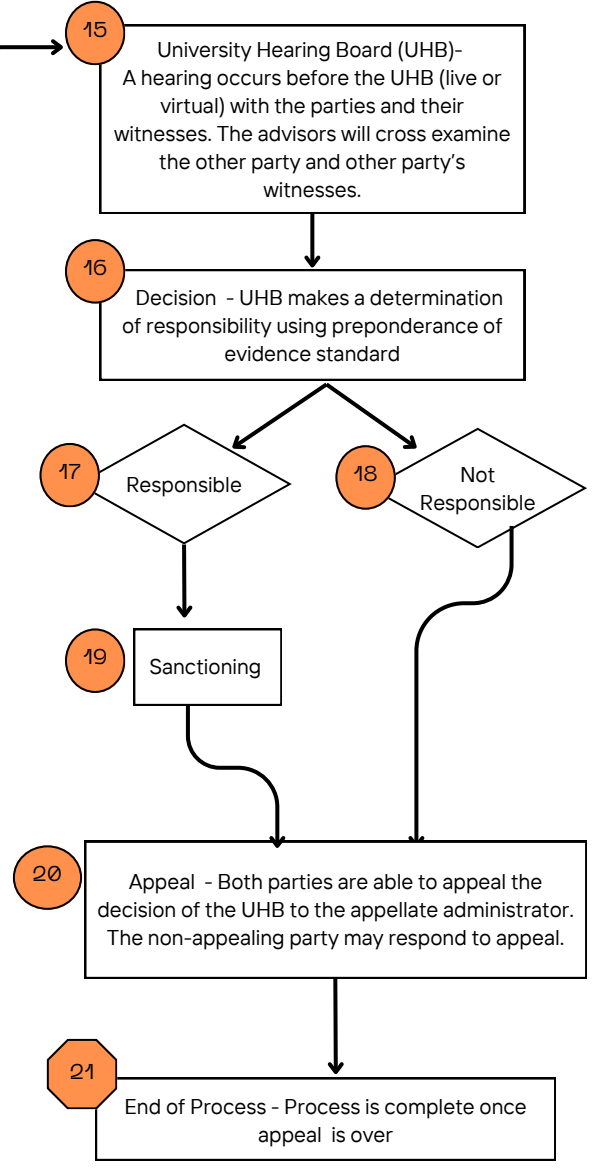 15
University Hearing Board (UHB)-
A hearing occurs before the UHB (live or
virtual) with the parties and their
witnesses. The advisors will cross examine
the other party and other party's
witnesses.
16
Decision - UHB makes a determination
of responsibility using preponderance of
evidence standard
17
Responsible
18
Not
Responsible
19
Sanctioning
20
Appeal - Both parties are able to appeal the
decision of the UHB to the appellate administrator.
The non-appealing party may respond to appeal.
21
End of Process - Process is complete once
appeal is over